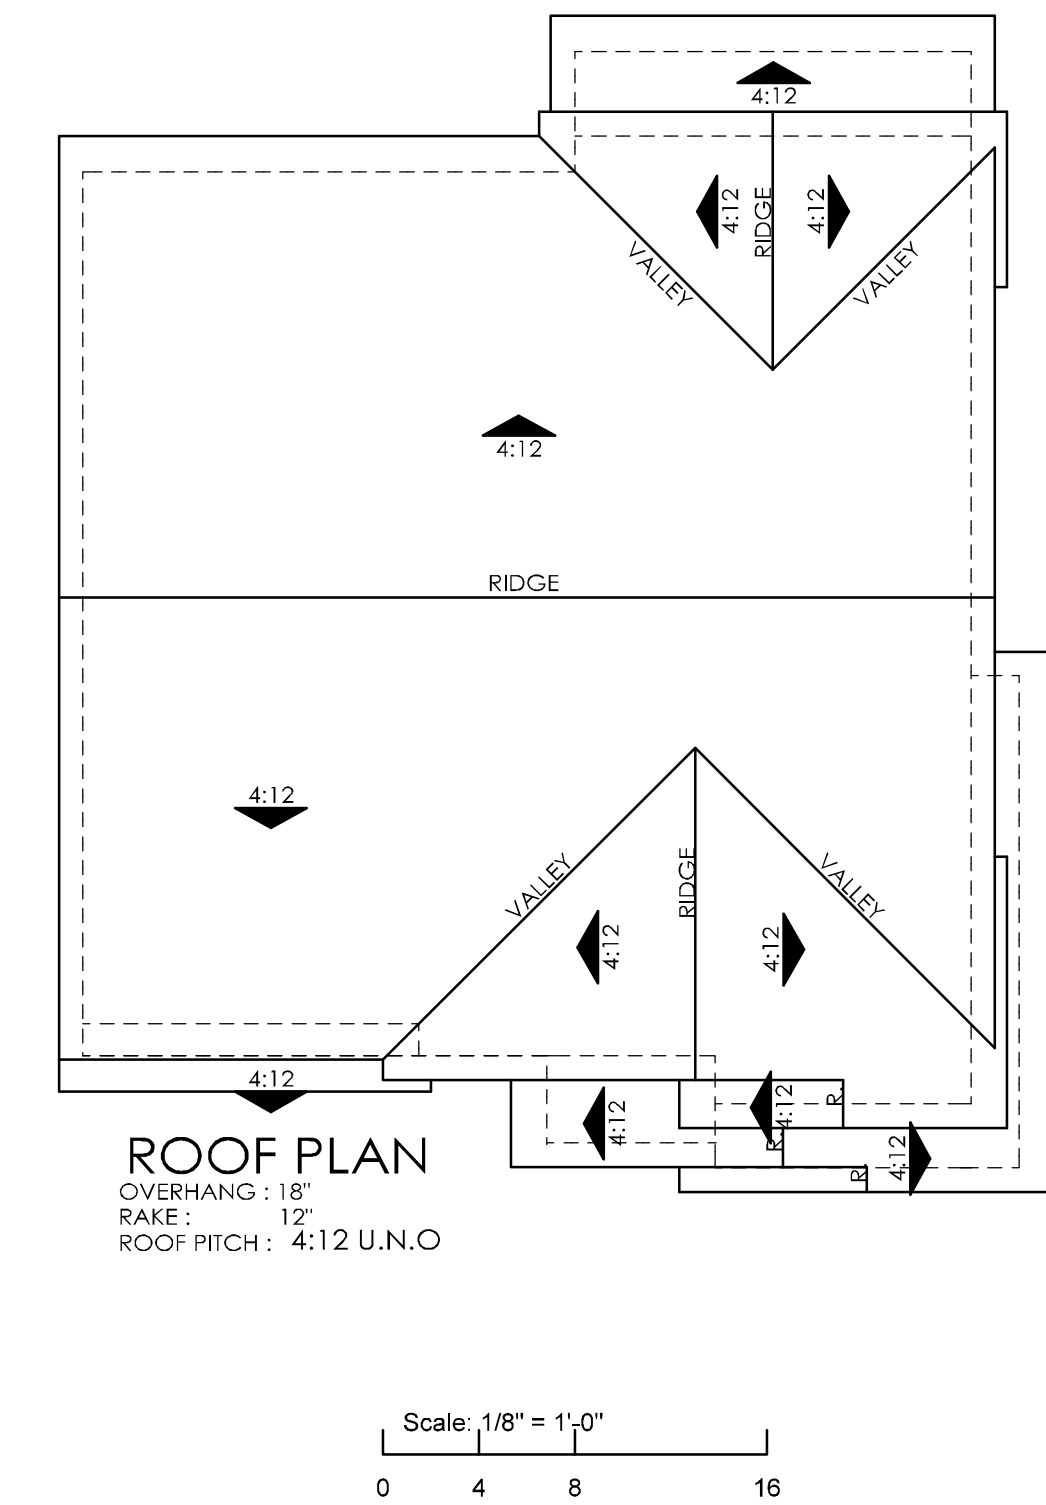 4:12
4:12
RIDGE
4:12
VALLEY
VALLEY
4:12
RIDGE
4:12
VALLEY
RIDGE
VALLEY
4:12
4:12
4:12
4:12
R.
4:12
R.
4:12
R.
ROOF PLAN
OVERHANG : 18"
RAKE : 12"
ROOF PITCH : 4:12 U.N.O
Scale: 1/8" = 1'-0"
0 4 8 16